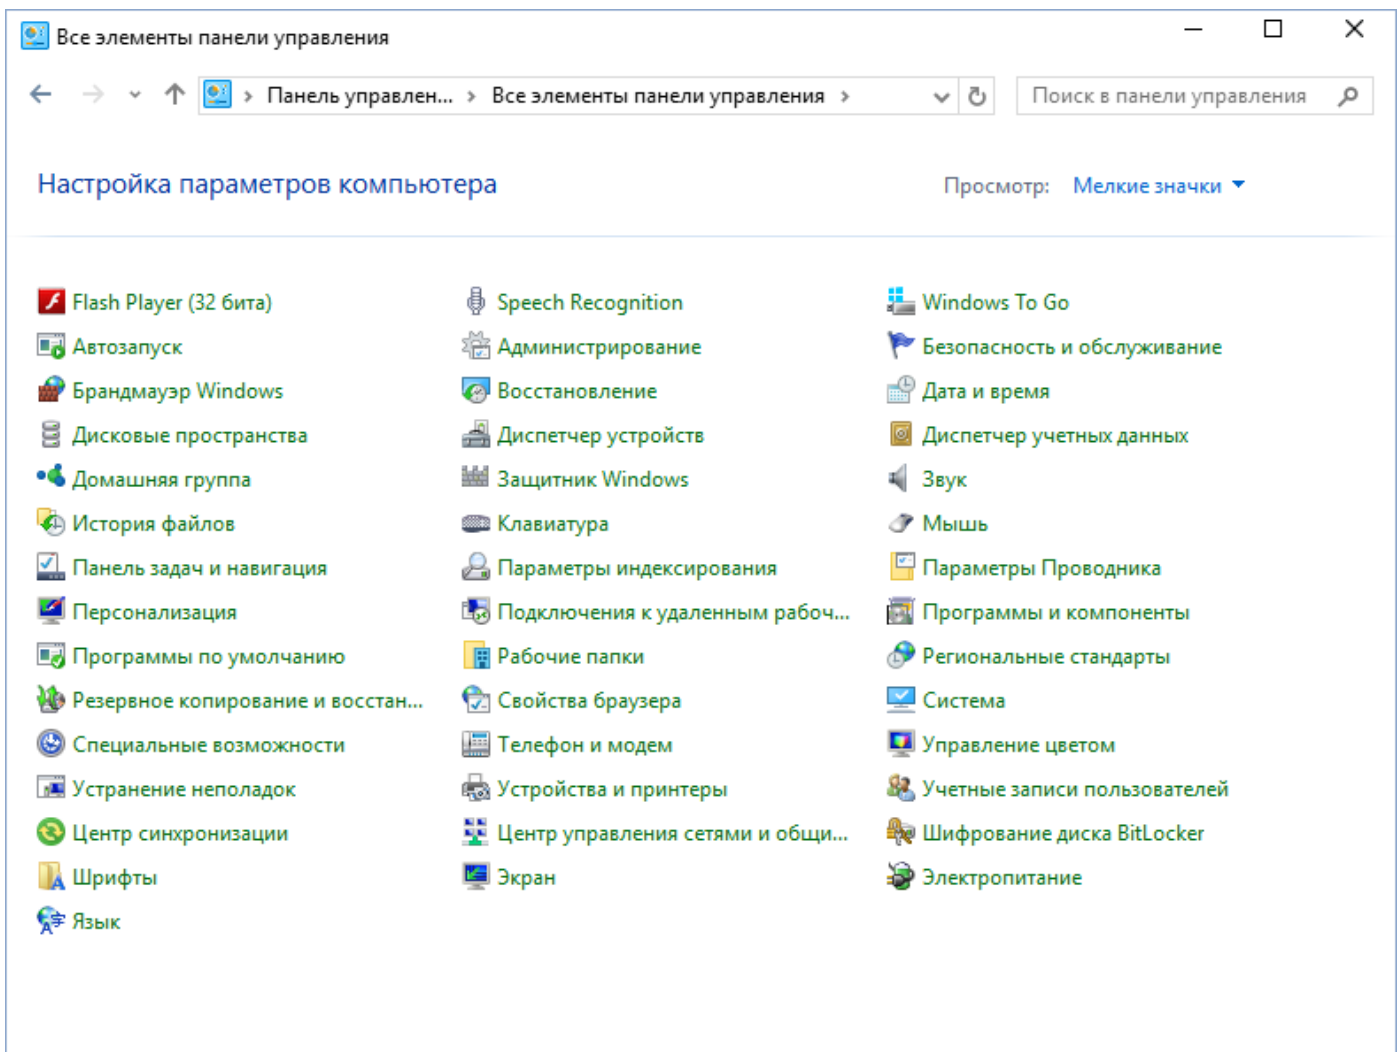 Все элементы панели управления
Панель управлен... > Все элементы панели управления >
Поиск в панели управления
Настройка параметров компьютера
Просмотр: Мелкие значки
Flash Player (32 бита)
Speech Recognition
Windows To Go
Автозапуск
Администрирование
Безопасность и обслуживание
Брандмауэр Windows
Восстановление
Дата и время
Дисковые пространства
Диспетчер устройств
Диспетчер учетных данных
Домашняя группа
Защитник Windows
Звук
История файлов
Клавиатура
Мышь
Панель задач и навигация
Параметры индексирования
Параметры Проводника
Персонализация
Подключения к удаленным рабоч...
Программы и компоненты
Программы по умолчанию
Рабочие папки
Региональные стандарты
Резервное копирование и восстан...
Свойства браузера
Система
Специальные возможности
Телефон и модем
Управление цветом
Устранение неполадок
Устройства и принтеры
Учетные записи пользователей
Центр синхронизации
Центр управления сетями и общи...
Шифрование диска BitLocker
Шрифты
Экран
Электропитание
Язык